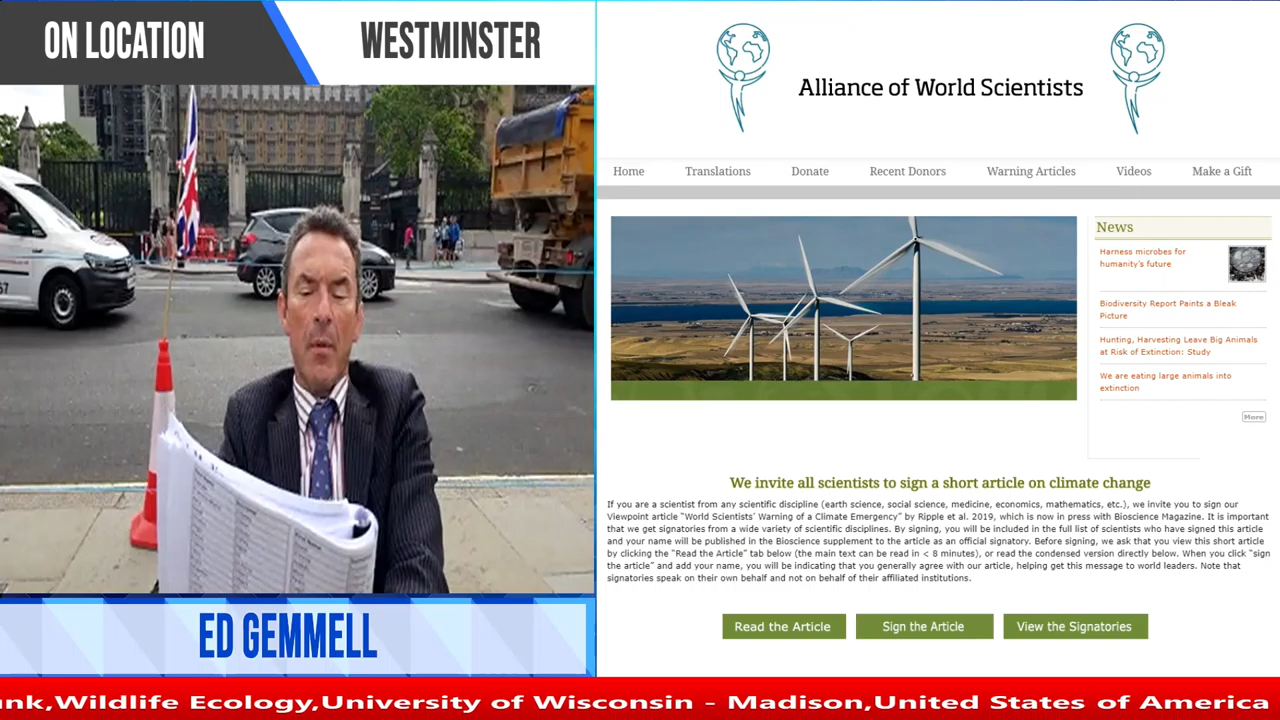 ON LOCATION
WESTMINSTER
ED GEMMELL
Alliance of World Scientists
Home
Translations
Donate
Recent Donors
Warning Articles
Videos
Make a Gift
News
Harness microbes for
humanity's future
Biodiversity Report Paints a Bleak
Picture
Hunting, Harvesting Leave Big Animals
at Risk of Extinction: Study
We are eating large animals into
extinction
More
We invite all scientists to sign a short article on climate change
If you are a scientist from any scientific discipline (earth science, social science, medicine, economics, mathematics, etc.), we invite you to sign our
Viewpoint article "World Scientists' Warning of a Climate Emergency" by Ripple et al. 2019, which is now in press with Bioscience Magazine. It is important
that we get signatories from a wide variety of scientific disciplines. By signing, you will be included in the full list of scientists who have signed this article
and your name will be published in the Bioscience supplement to the article as an official signatory. Before signing, we ask that you view this short article
by clicking the "Read the Article" tab below (the main text can be read in < 8 minutes), or read the condensed version directly below. When you click "sign
the article" and add your name, you will be indicating that you generally agree with our article, helping get this message to world leaders. Note that
signatories speak on their own behalf and not on behalf of their affiliated institutions.
Read the Article
Sign the Article
View the Signatories
unk,Wildlife Ecology,University of Wisconsin - Madison,United States of America